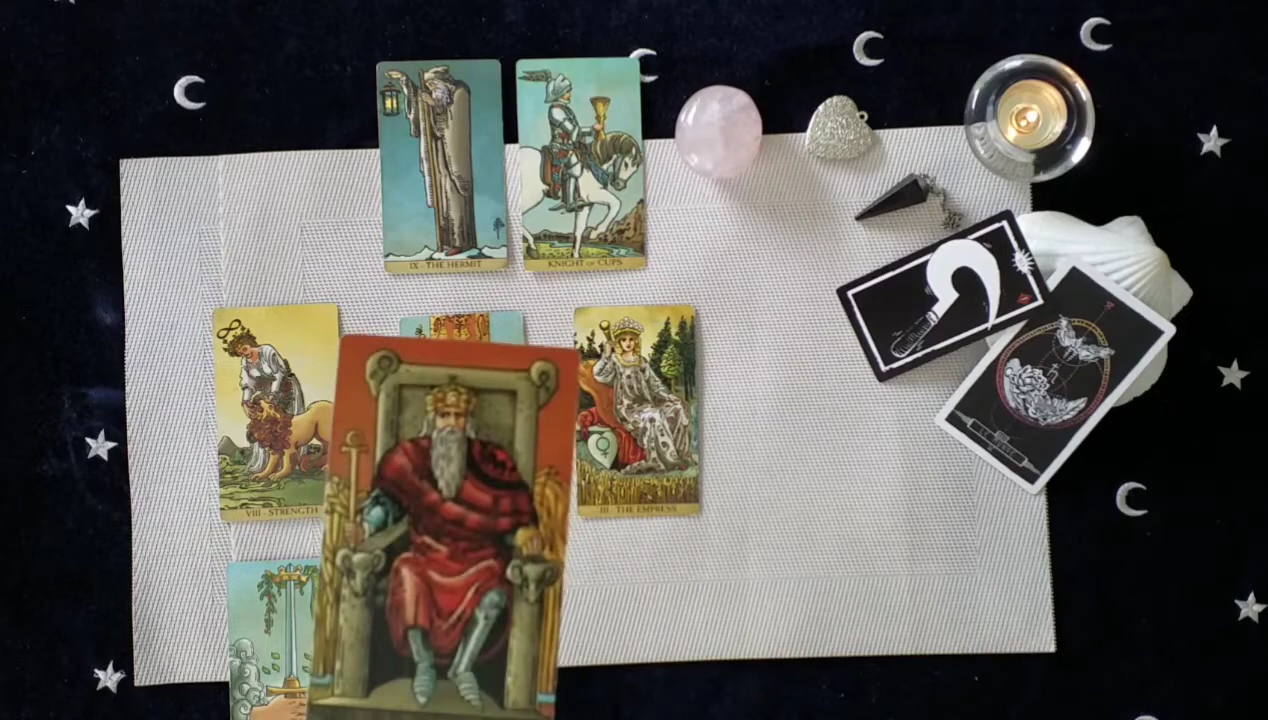 IX - THE HERMIT
KNIGHT OF CUPS
VIII - STRENGTH
III - THE EMPRESS